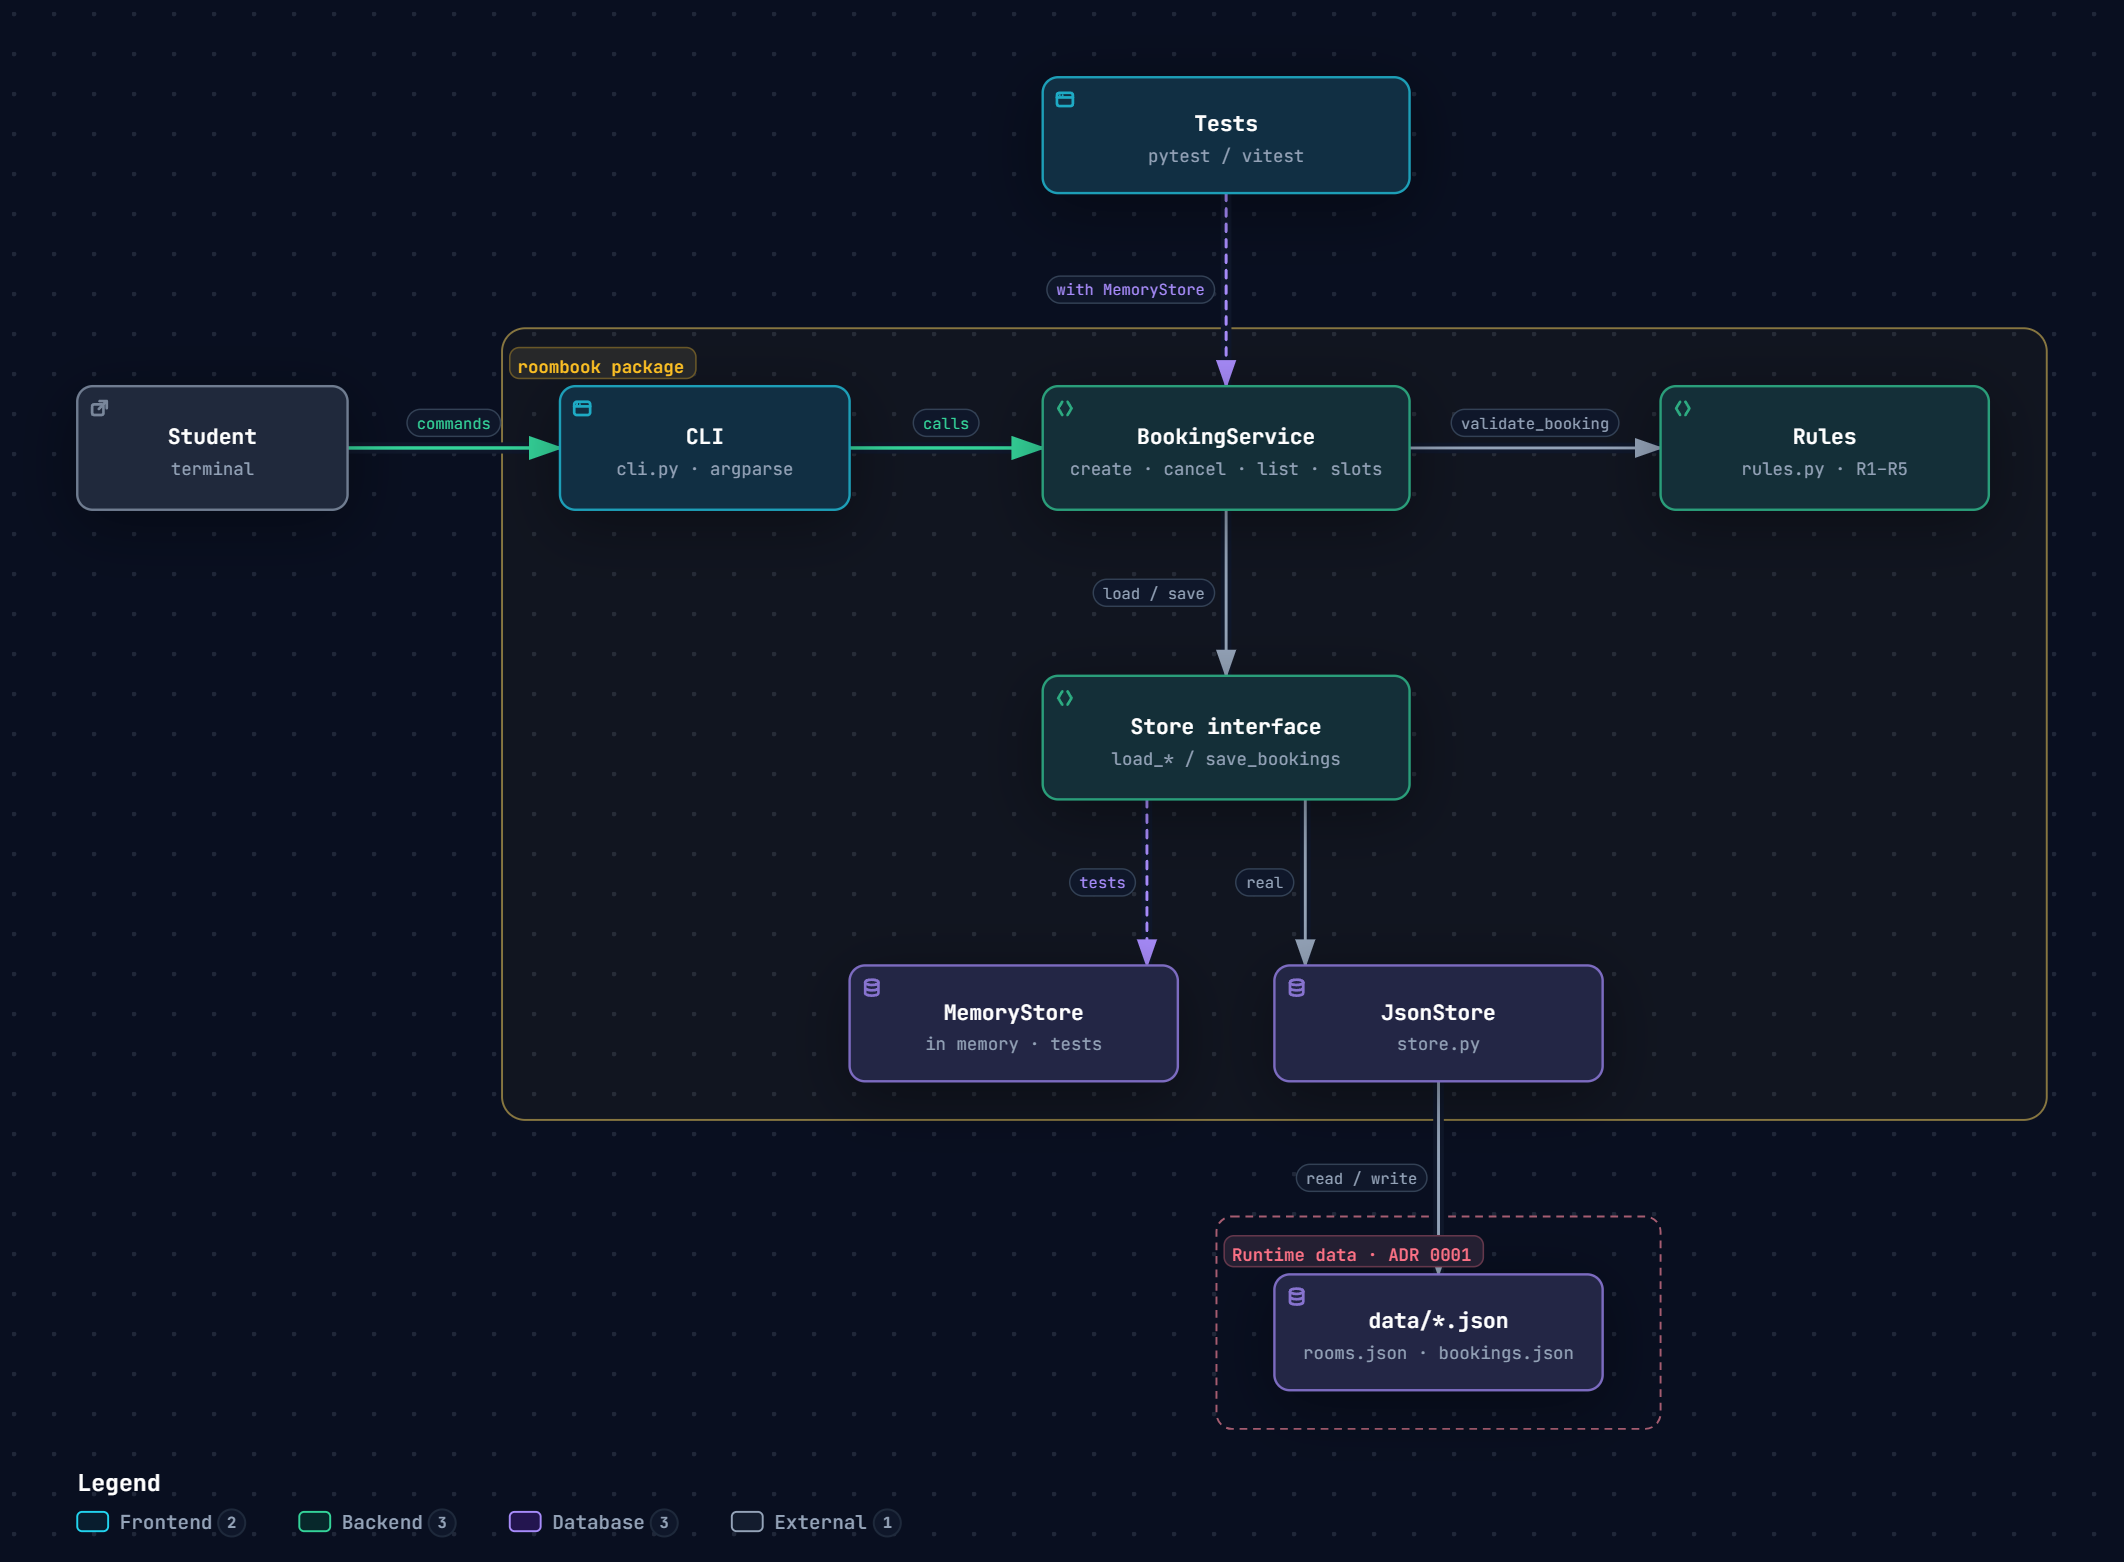 Tests
pytest / vitest
with MemoryStore
roombook package
Student
terminal
commands
CLI
cli.py · argparse
calls
BookingService
create · cancel · list · slots
validate_booking
Rules
rules.py · R1–R5
load / save
Store interface
load_* / save_bookings
tests
real
MemoryStore
in memory · tests
JsonStore
store.py
read / write
Runtime data · ADR 0001
data/*.json
rooms.json · bookings.json
Legend
Frontend 2
Backend 3
Database 3
External 1